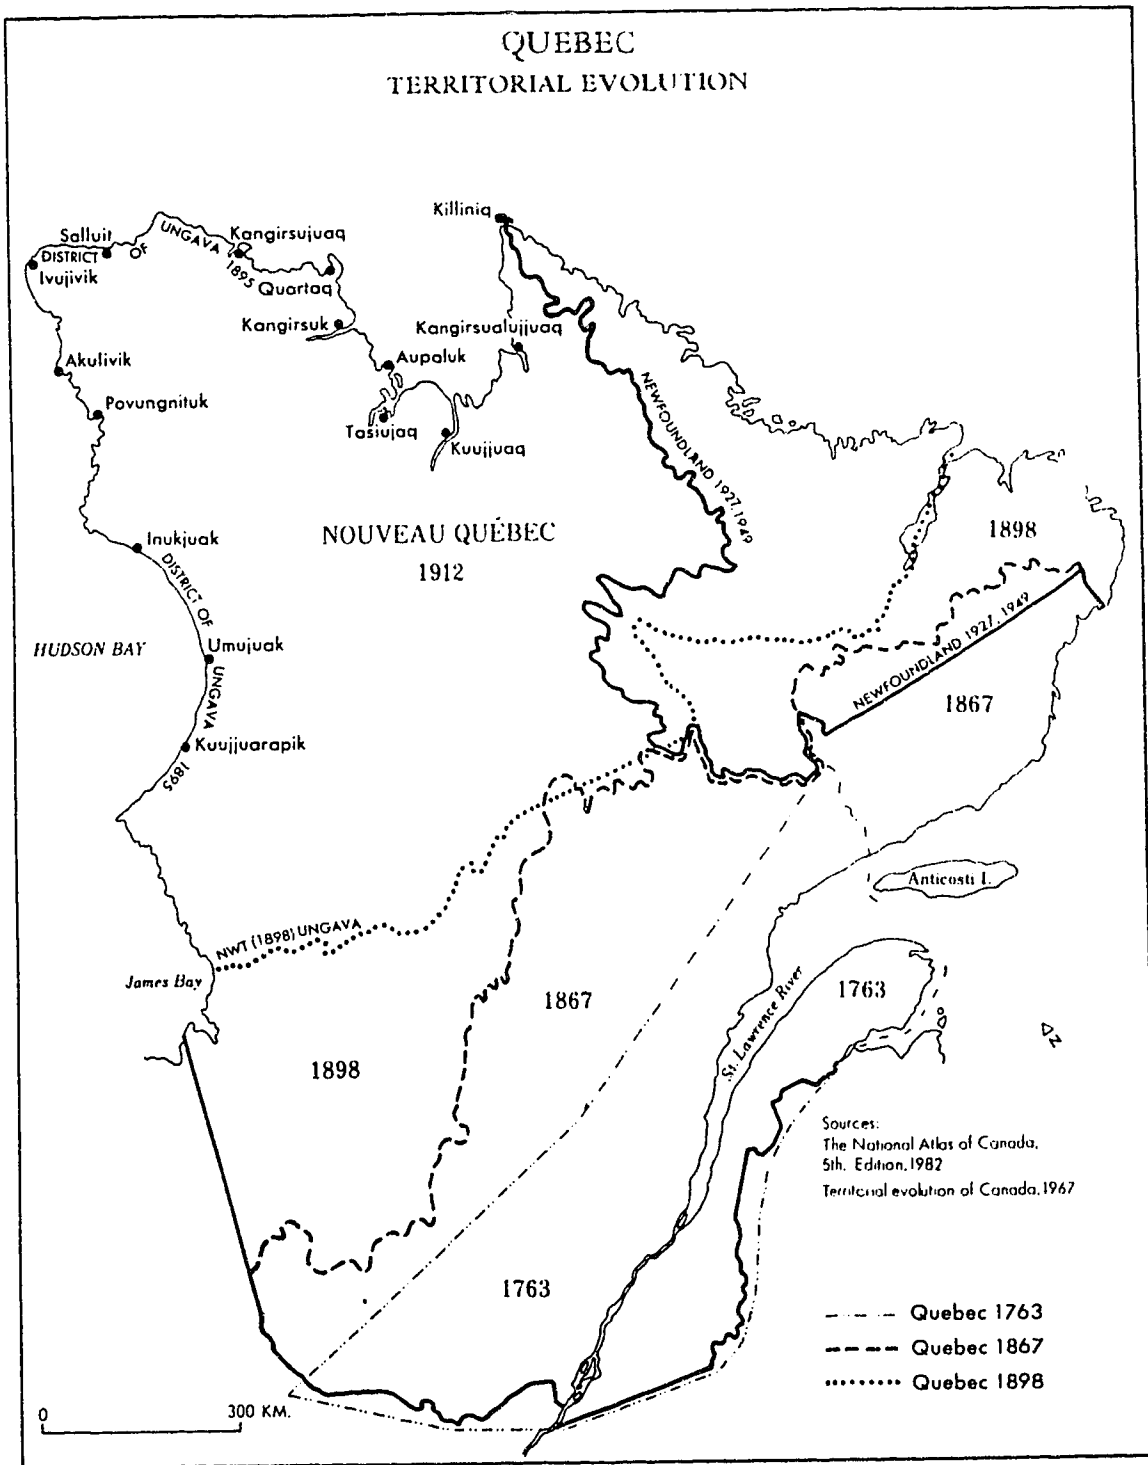 QUEBEC
TERRITORIAL EVOLUTION
Killiniq
Salluit
DISTRICT OF UNGAVA 1895
Kangirsujuaq
Ivujivik
Quartaq
Kangirsuk
Kangirsualujjuaq
Akulivik
Aupaluk
Povungnituk
Tasiujaq
Kuujjuaq
NEWFOUNDLAND 1927,1949
Inukjuak
NOUVEAU QUÉBEC
1912
1898
DISTRICT OF UNGAVA 1895
HUDSON BAY
Umujuak
NEWFOUNDLAND 1927, 1949
1867
Kuujjuarapik
Anticosti I.
NWT (1898) UNGAVA
James Bay
1867
1763
St. Lawrence River
1898
N
Sources:
The National Atlas of Canada,
5th. Edition,1982
Territorial evolution of Canada,1967
1763
Quebec 1763
Quebec 1867
Quebec 1898
0 300 KM.